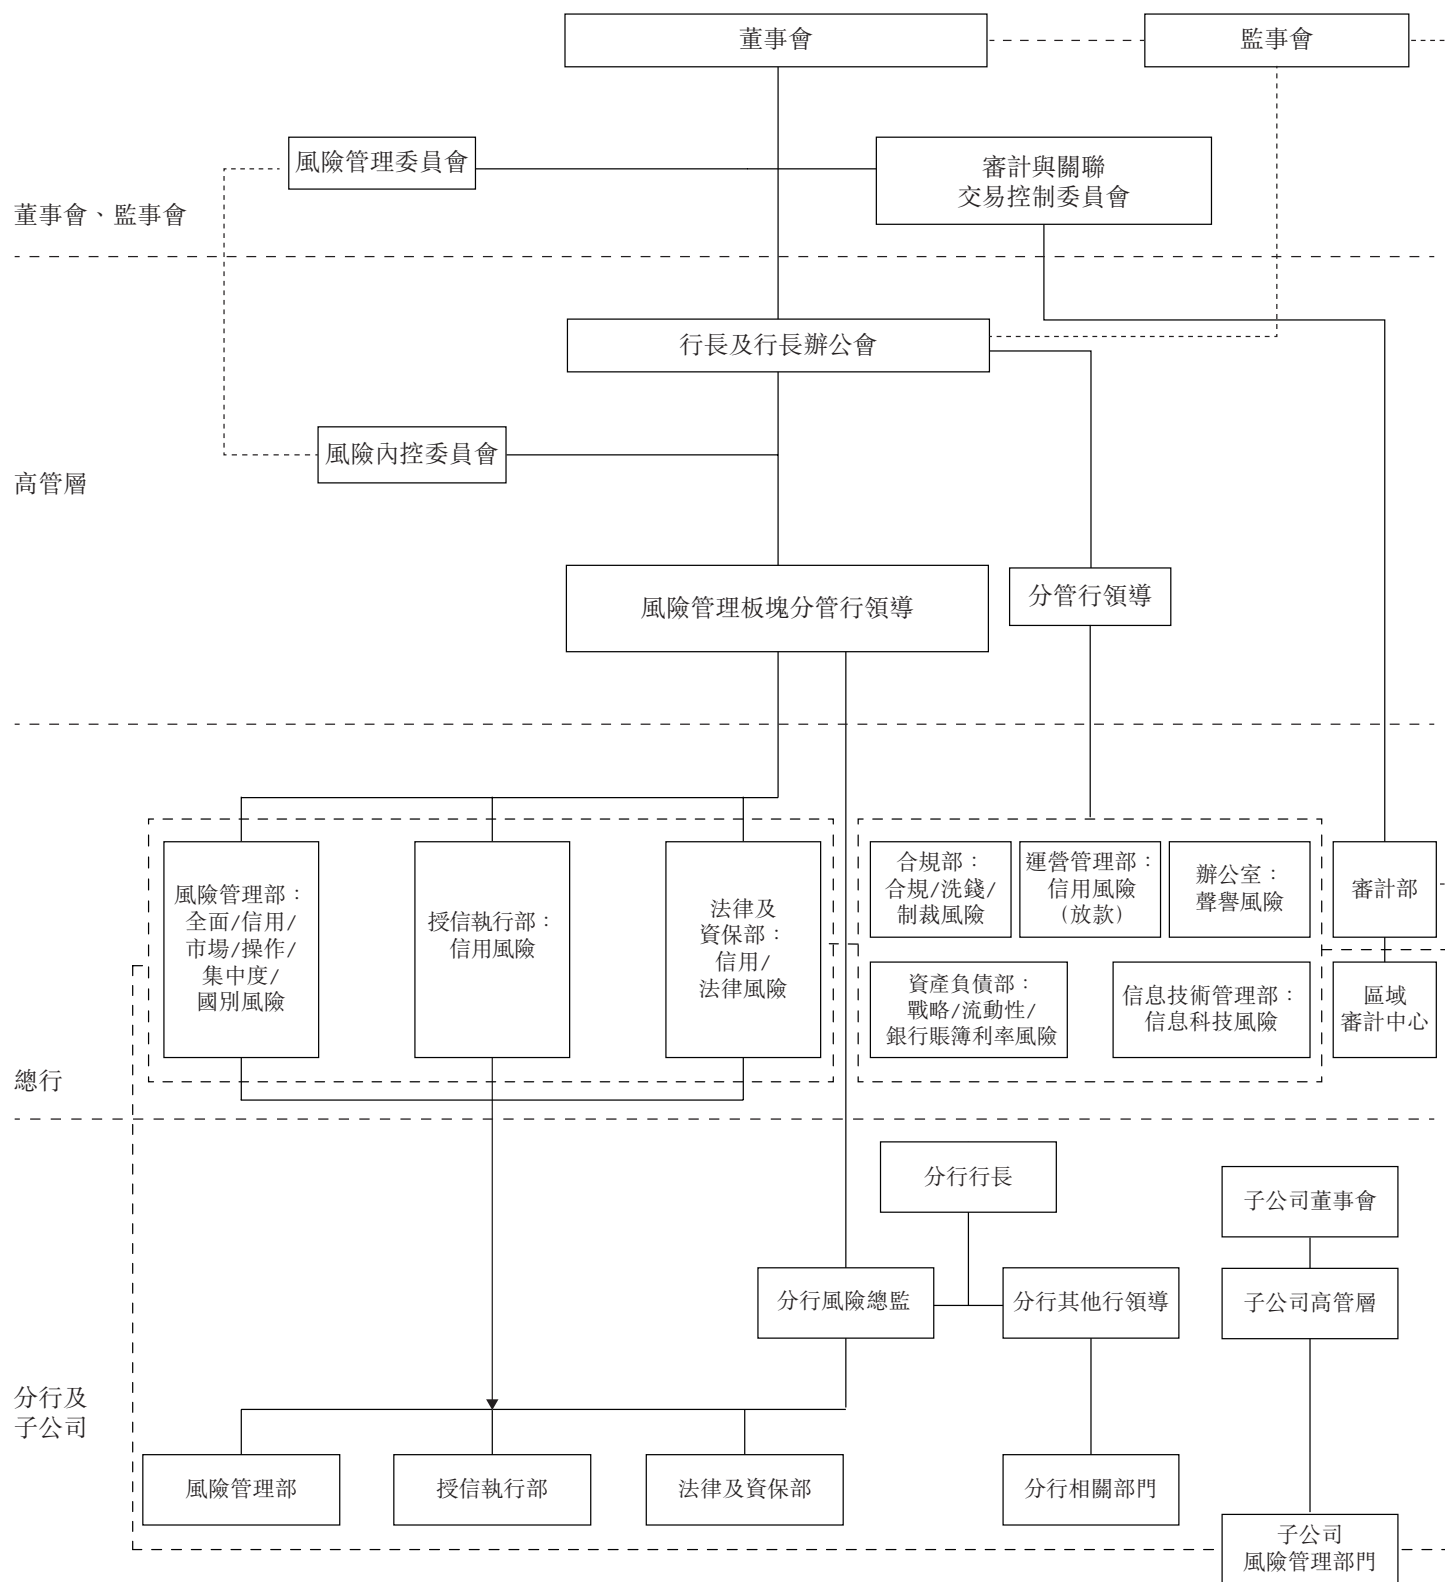 董事會
監事會
風險管理委員會
審計與關聯
交易控制委員會
董事會、監事會
行長及行長辦公會
風險內控委員會
高管層
風險管理板塊分管行領導
分管行領導
風險管理部：
全面/信用/
市場/操作/
集中度/
國別風險
授信執行部：
信用風險
法律及
資保部：
信用/
法律風險
合規部：
合規/洗錢/
制裁風險
運營管理部：
信用風險
（放款）
辦公室：
聲譽風險
審計部
資產負債部：
戰略/流動性/
銀行賬簿利率風險
信息技術管理部：
信息科技風險
區域
審計中心
總行
分行行長
子公司董事會
分行風險總監
分行其他行領導
子公司高管層
分行及
子公司
風險管理部
授信執行部
法律及資保部
分行相關部門
子公司
風險管理部門